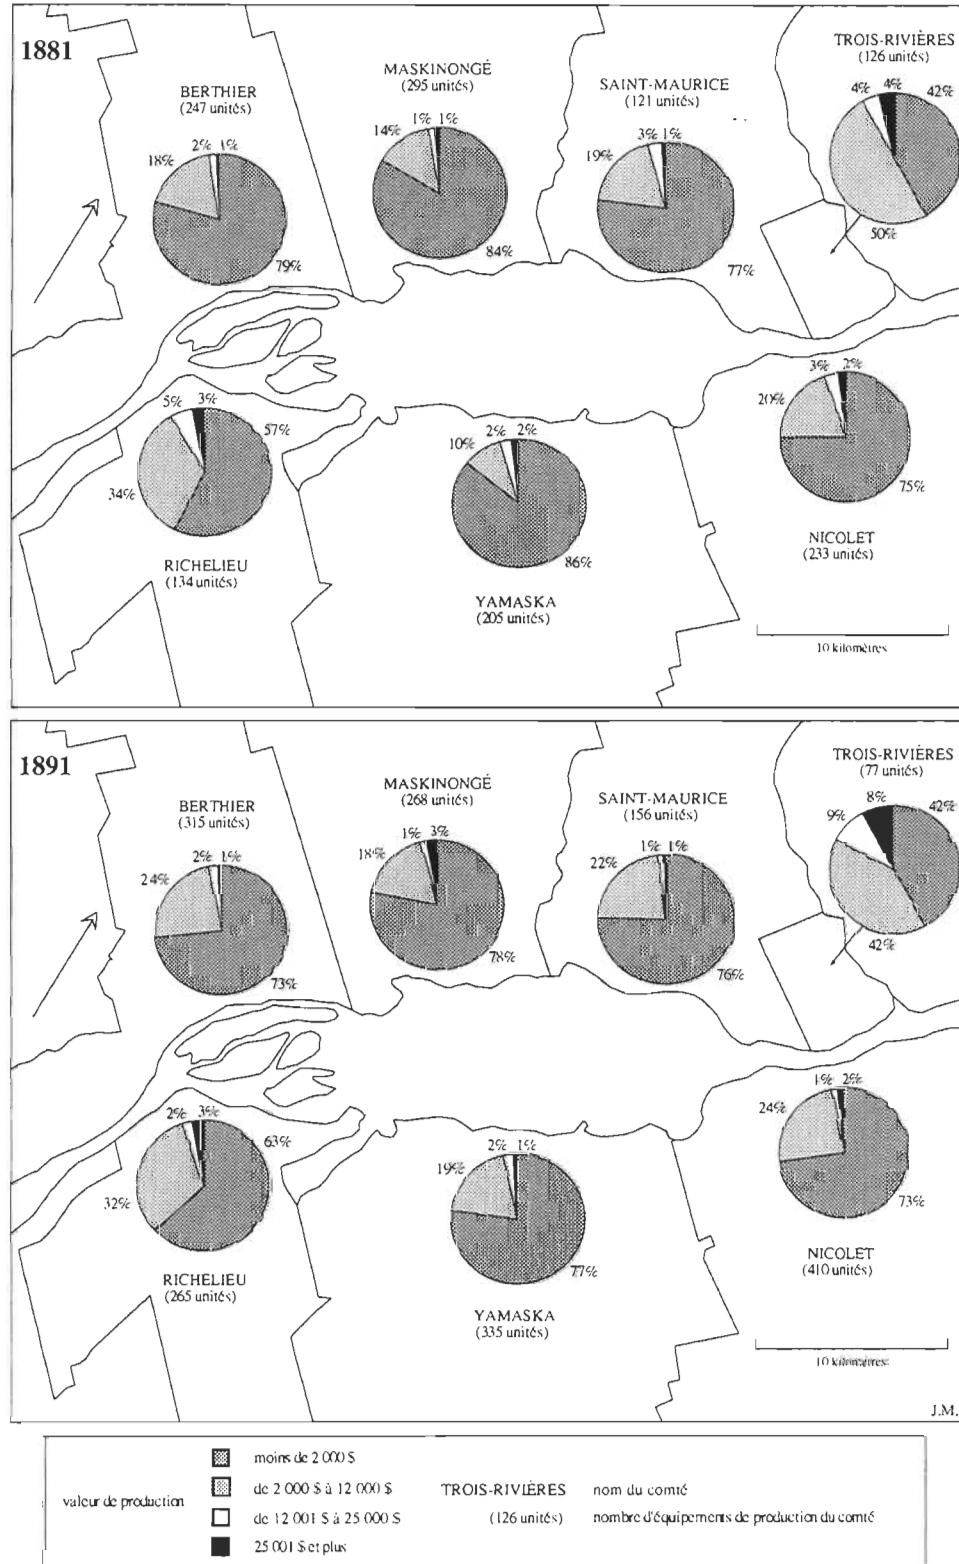 1881
BERTHIER
(247 unités)
18%
2%
1%
79%
MASKINONGÉ
(295 unités)
14%
1%
1%
84%
SAINT-MAURICE
(121 unités)
19%
3%
1%
77%
TROIS-RIVIÈRES
(126 unités)
4%
4%
42%
50%
5%
3%
57%
34%
RICHELIEU
(134 unités)
10%
2%
2%
86%
YAMASKA
(205 unités)
20%
3%
2%
75%
NICOLET
(233 unités)
10 kilomètres
1891
BERTHIER
(315 unités)
24%
2%
1%
73%
MASKINONGÉ
(268 unités)
18%
1%
3%
78%
SAINT-MAURICE
(156 unités)
22%
1%
1%
76%
TROIS-RIVIÈRES
(77 unités)
9%
8%
42%
42%
2%
3%
63%
32%
RICHELIEU
(265 unités)
19%
2%
1%
77%
YAMASKA
(335 unités)
24%
1%
2%
73%
NICOLET
(410 unités)
10 kilomètres
J.M.
valeur de production
moins de 2 000 $
de 2 000 $ à 12 000 $
de 12 001 $ à 25 000 $
25 001 $ et plus
TROIS-RIVIÈRES nom du comté
(126 unités) nombre d'équipements de production du comté